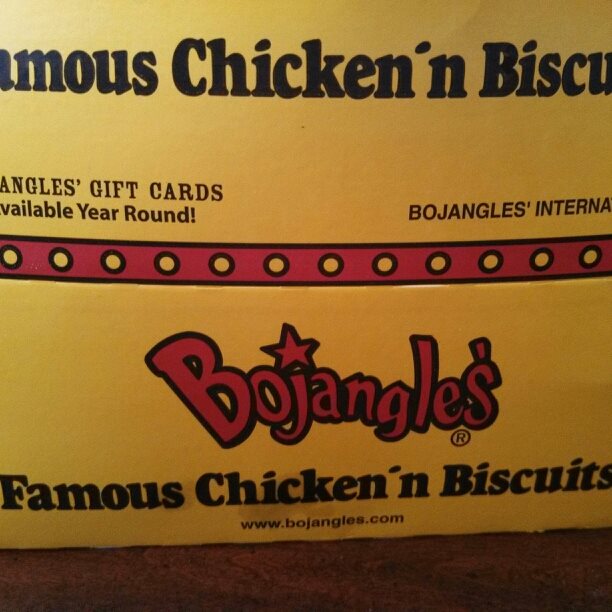 amous Chicken´n Biscu
ANGLES' GIFT CARDS
vailable Year Round!
BOJANGLES' INTERNA
Bojangles'®
Famous Chicken´n Biscuits
www.bojangles.com